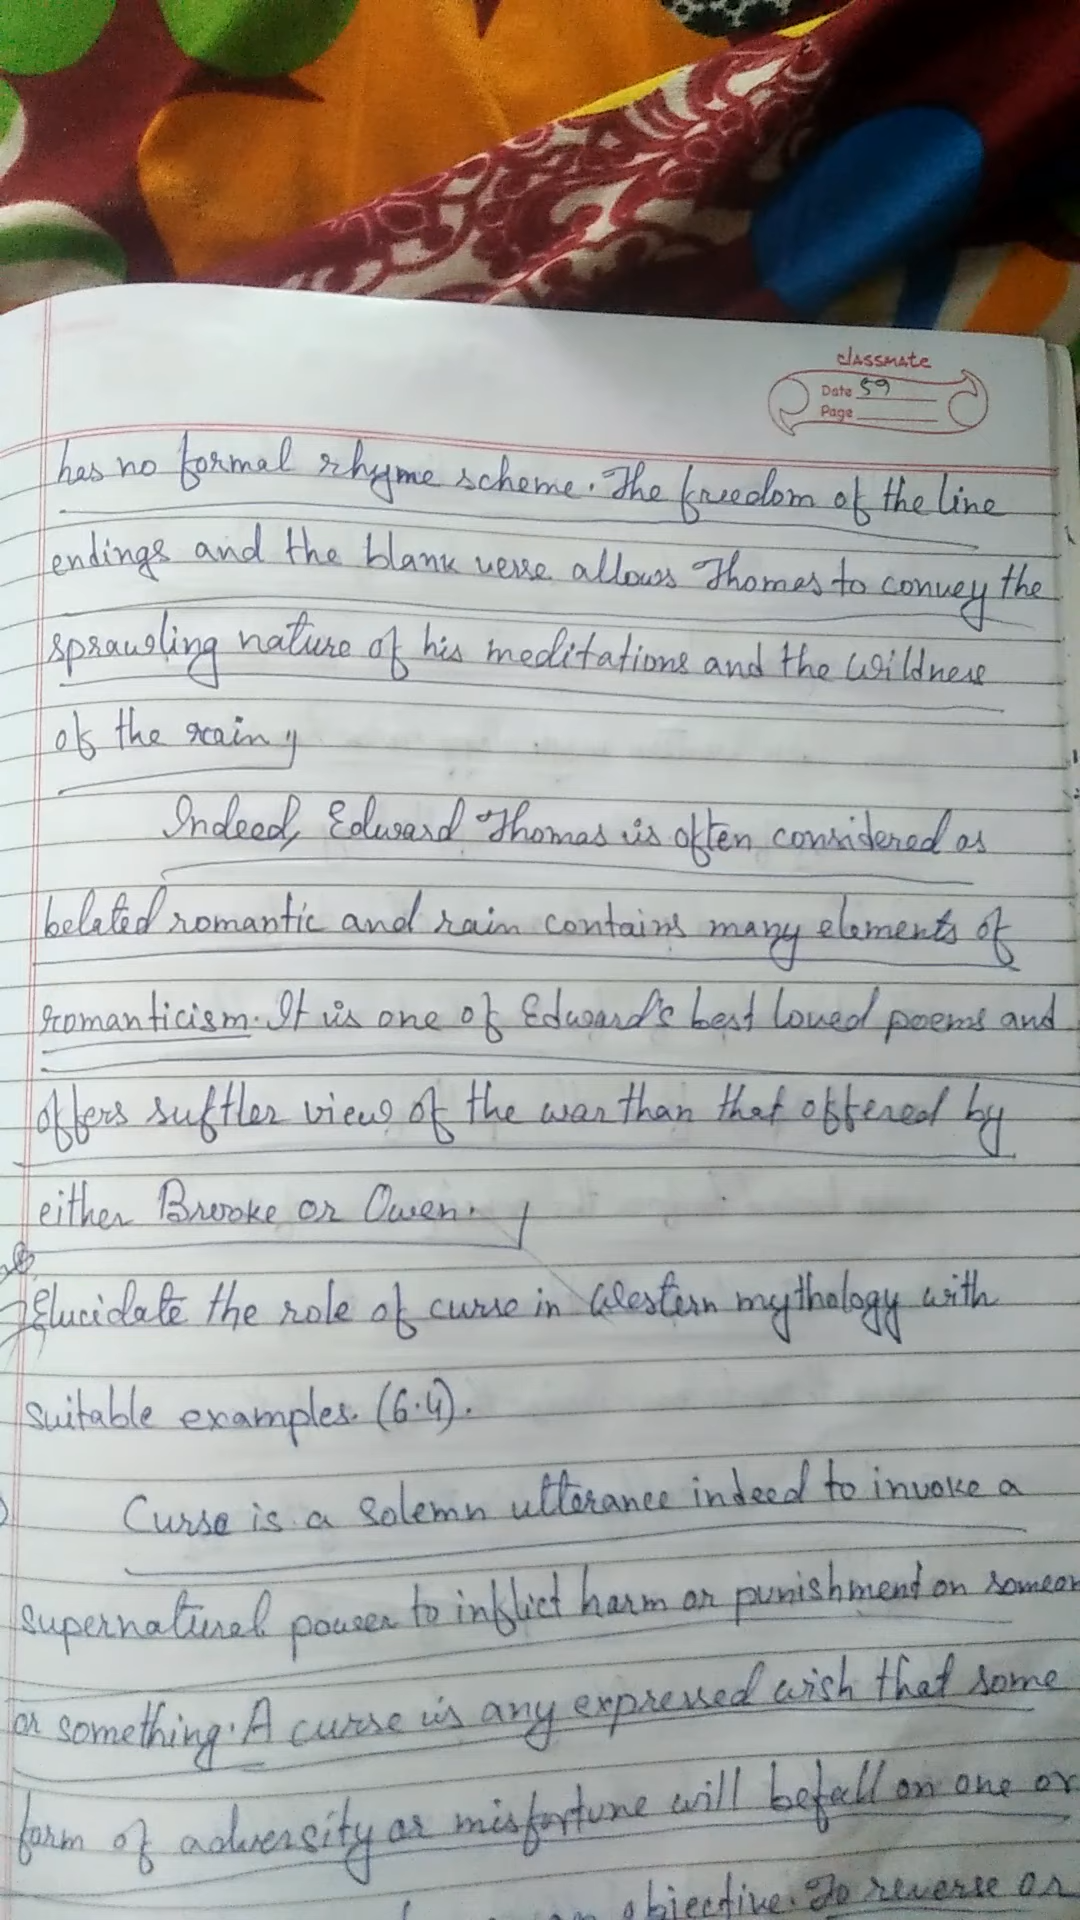 classmate
Date 59
Page
has no formal rhyme scheme. The freedom of the line
endings and the blank verse allows Thomas to convey the
sprawling nature of his meditations and the wildness
of the rain
Indeed, Edward Thomas is often considered as
belated romantic and rain contains many elements of
romanticism. It is one of Edward's best loved poems and
offers suftler view of the war than that offered by
either Brooke or Owen.
Elucidate the role of curse in Western mythology with
suitable examples. (6.4).
Curse is a solemn utterance indeed to invoke a
supernatural power to inflict harm or punishment on someon
or something. A curse is any expressed wish that some
form of adversity or misfortune will befall on one or
objective. To reverse or